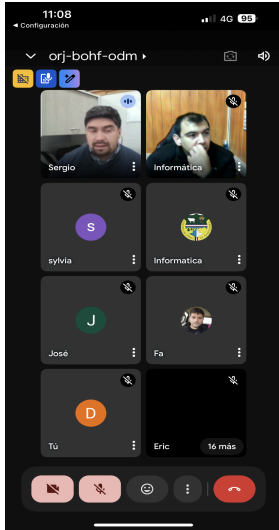 11:08
4G 95
◂ Configuración
orj-bohf-odm ▸
Sergio
Informática
s
sylvia
Informatica
J
José
Fa
D
Tú
Eric
16 más